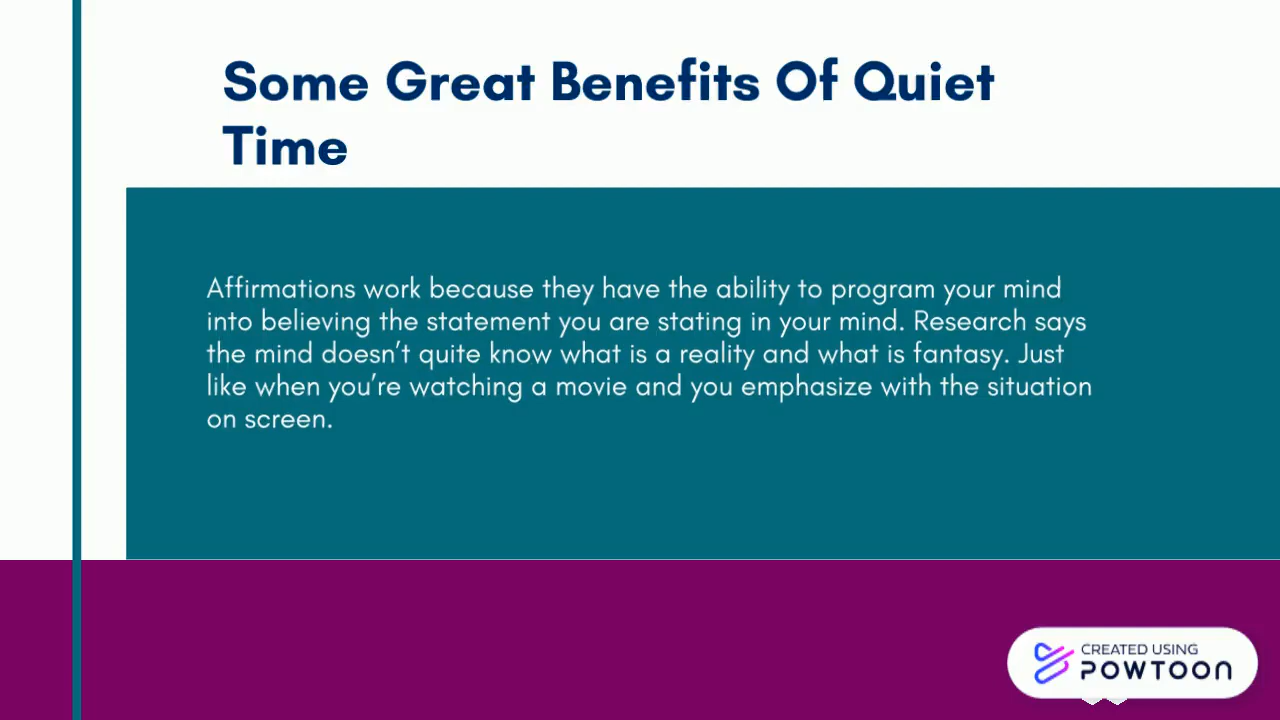 Some Great Benefits Of Quiet
Time
Affirmations work because they have the ability to program your mind
into believing the statement you are stating in your mind. Research says
the mind doesn’t quite know what is a reality and what is fantasy. Just
like when you’re watching a movie and you emphasize with the situation
on screen.
CREATED USING
POWTOON